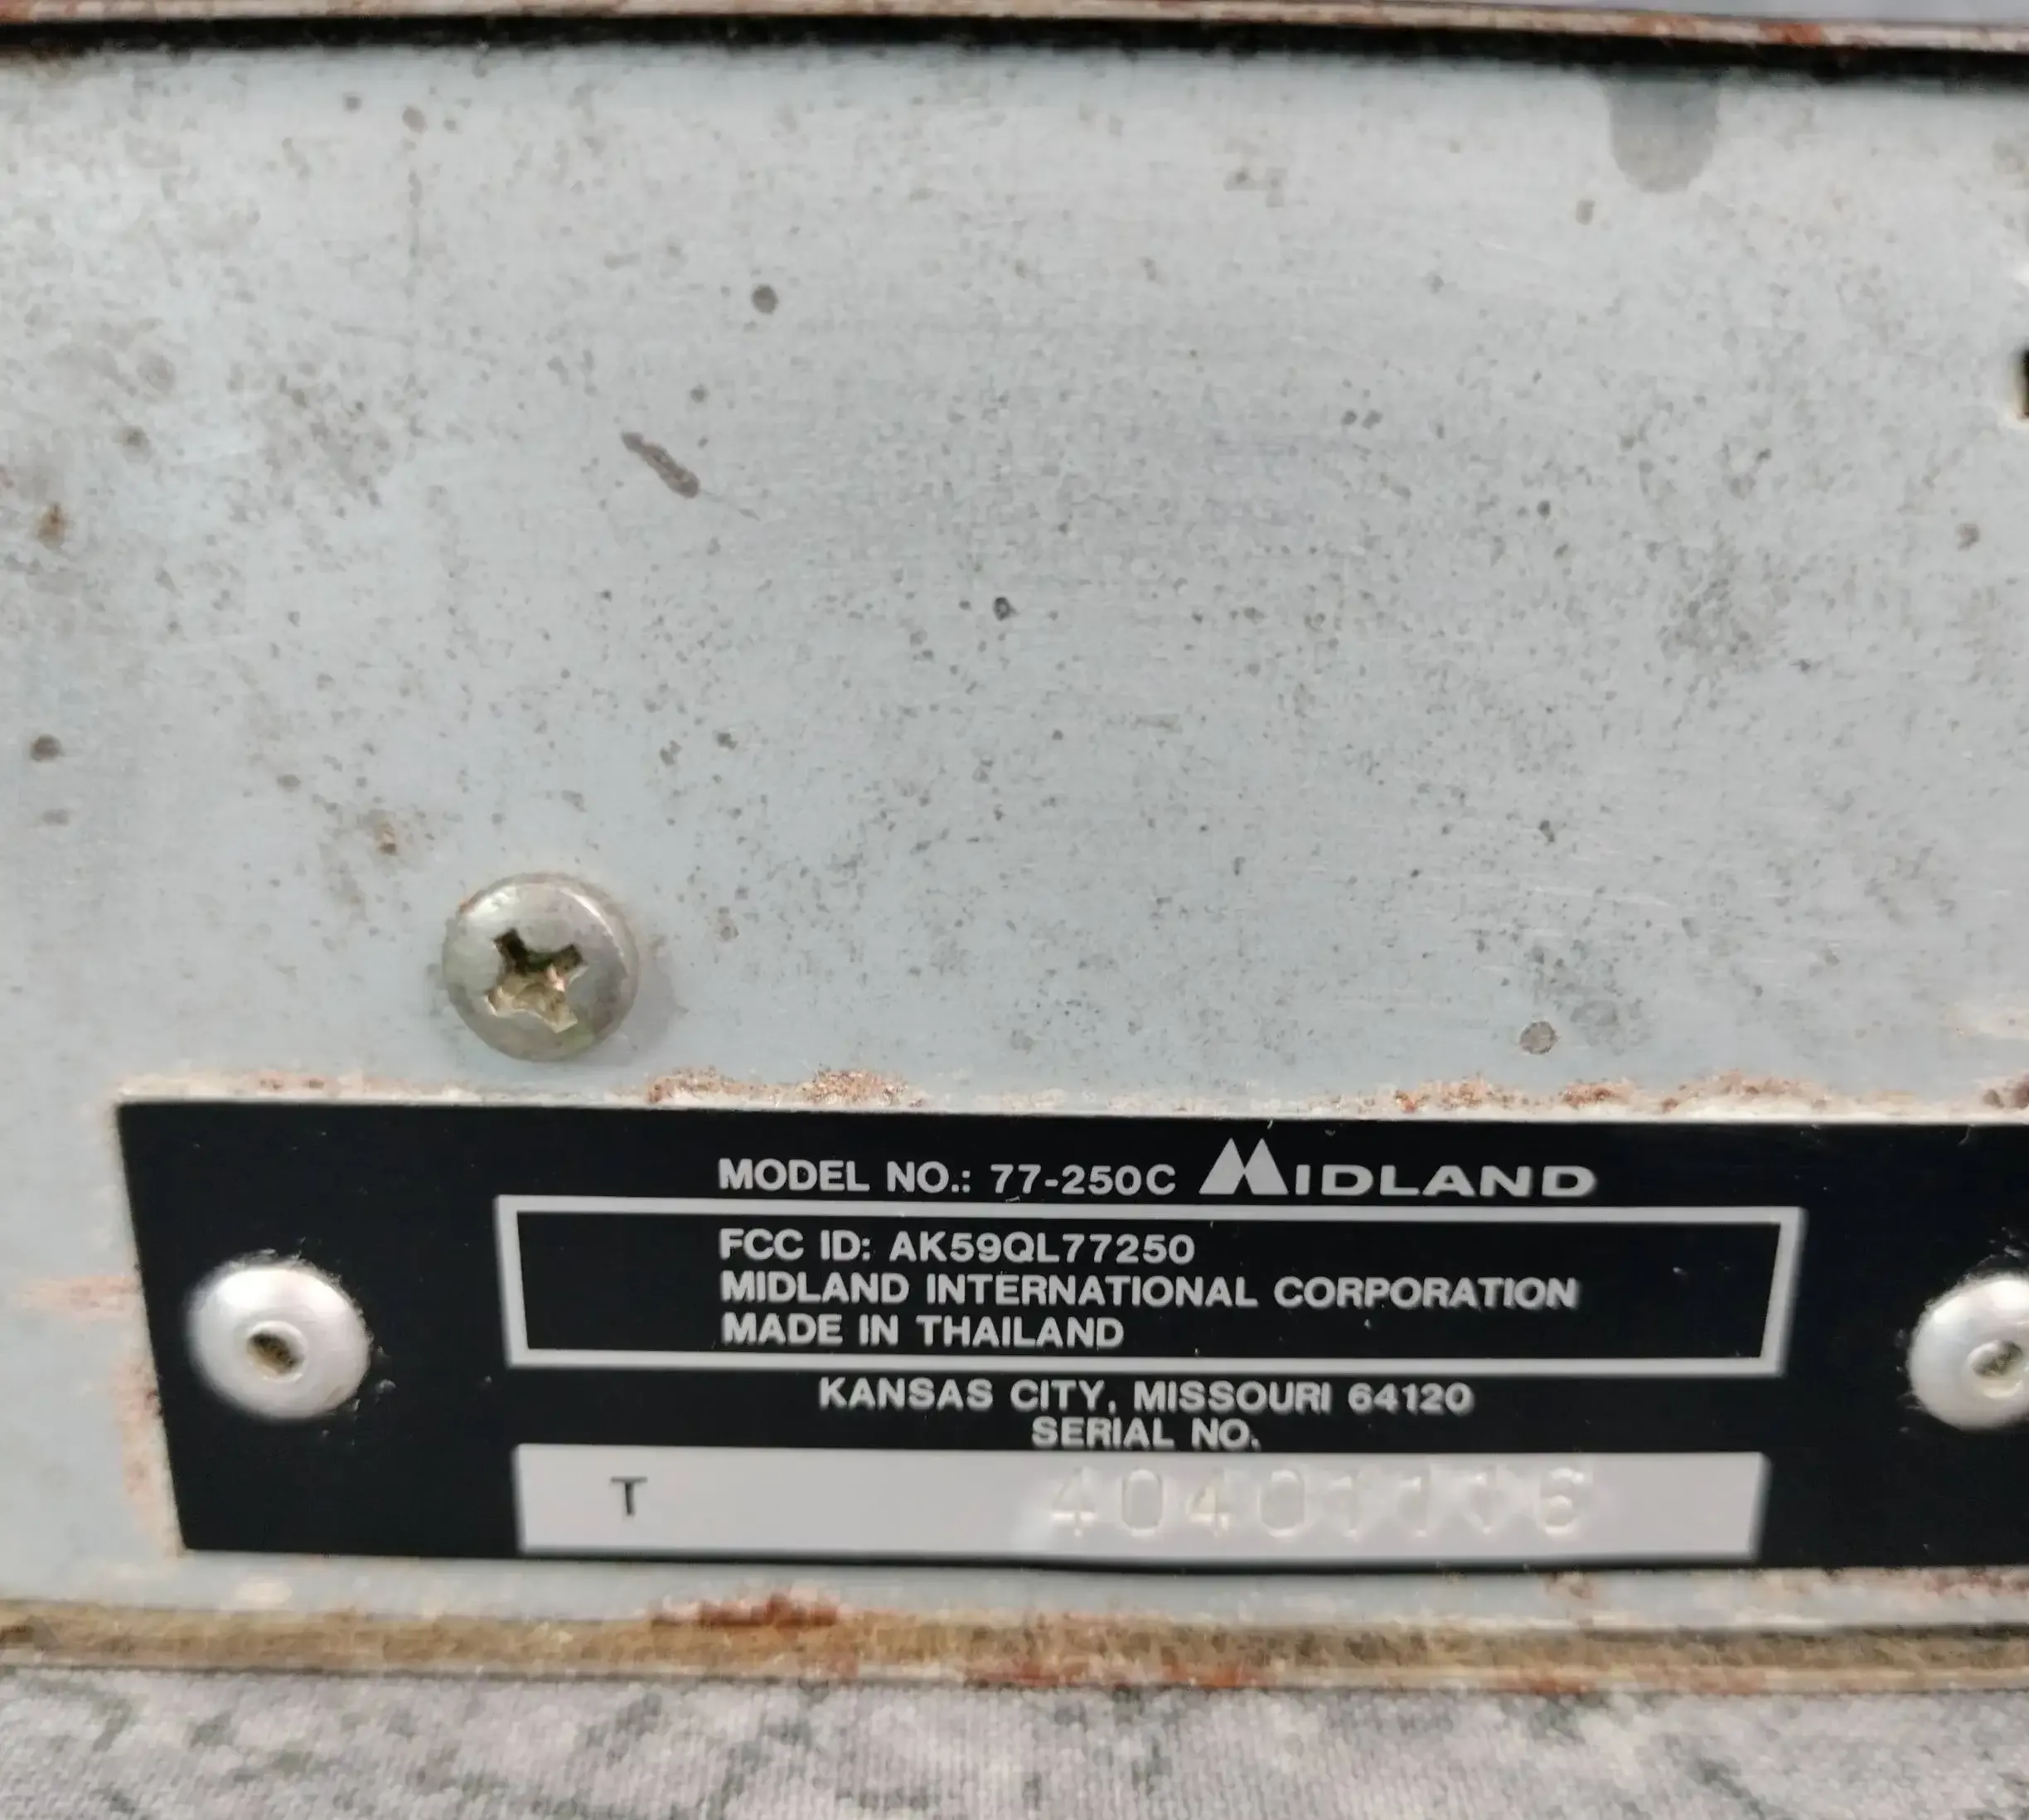 MODEL NO.: 77-250C MIDLAND
FCC ID: AK59QL77250
MIDLAND INTERNATIONAL CORPORATION
MADE IN THAILAND
KANSAS CITY, MISSOURI 64120
SERIAL NO.
T 40401116